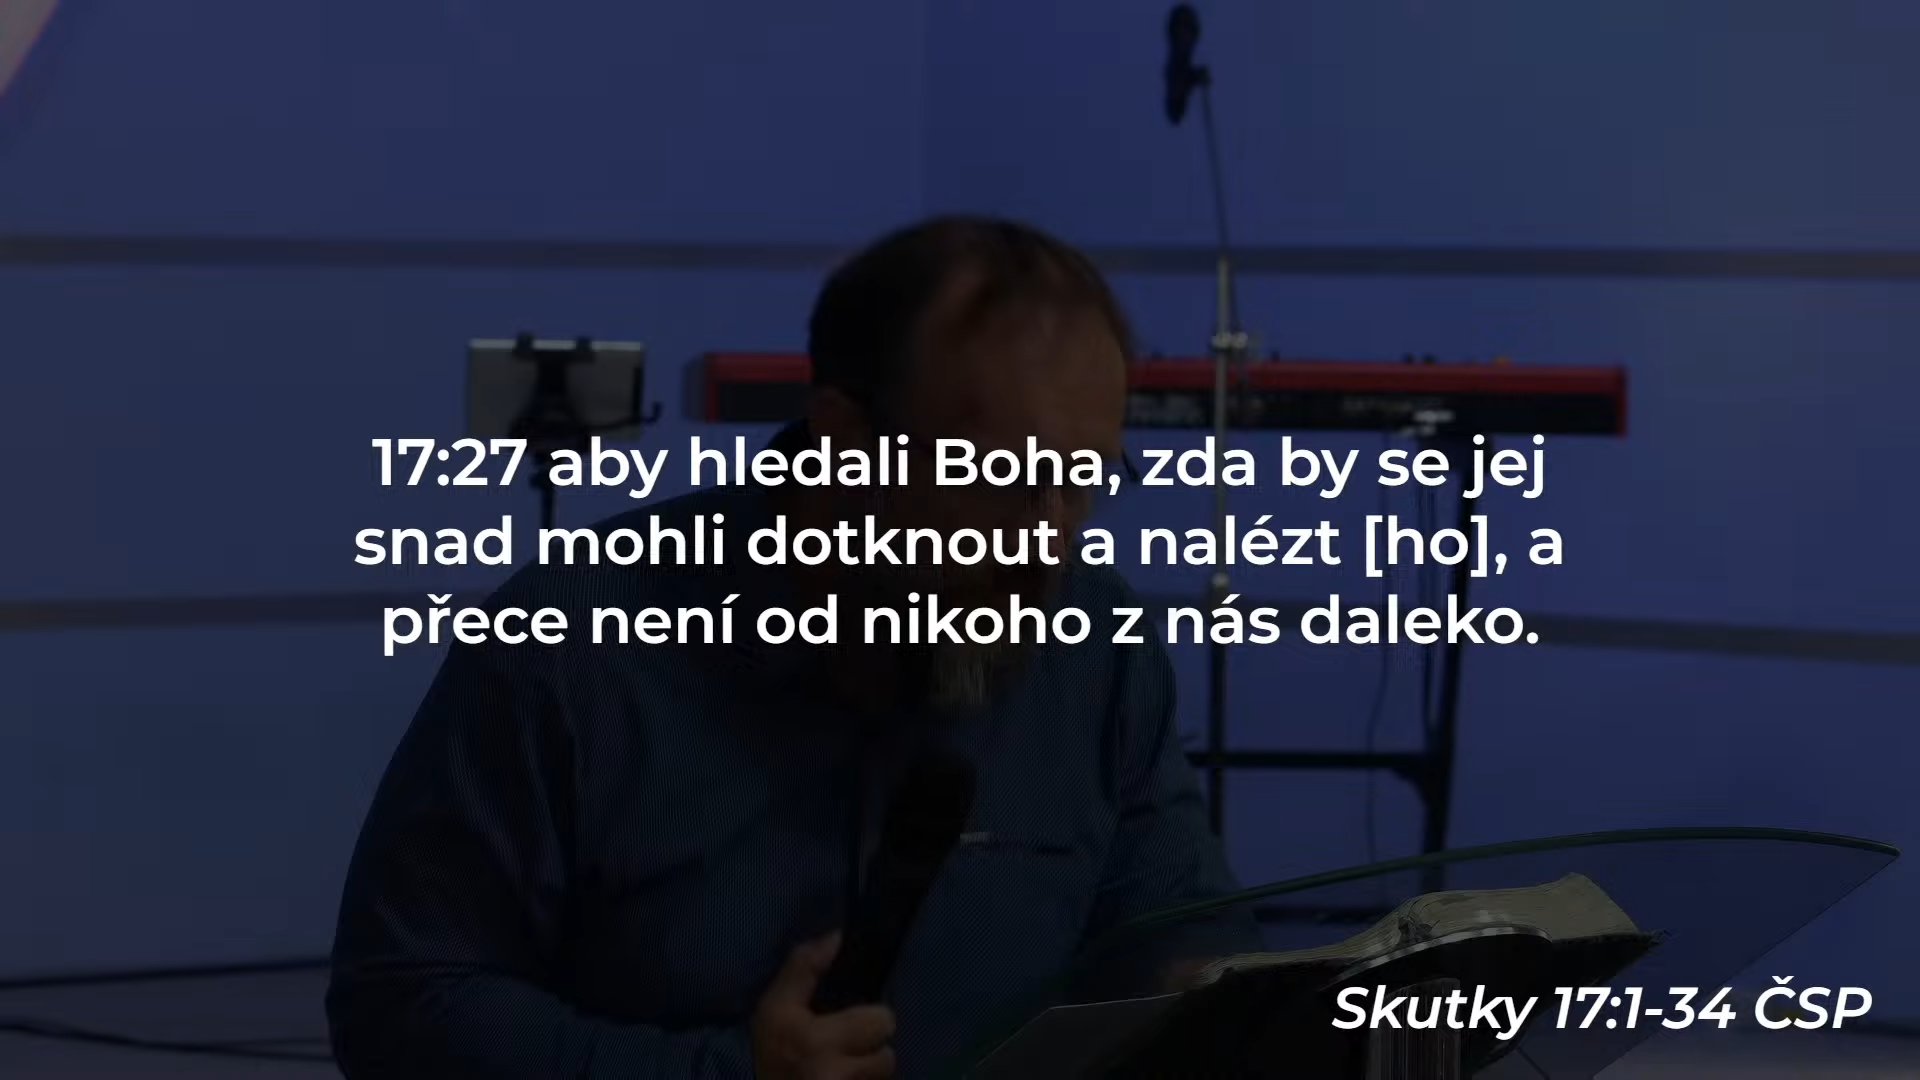 17:27 aby hledali Boha, zda by se jej
snad mohli dotknout a nalézt [ho], a
přece není od nikoho z nás daleko.
Skutky 17:1-34 ČSP